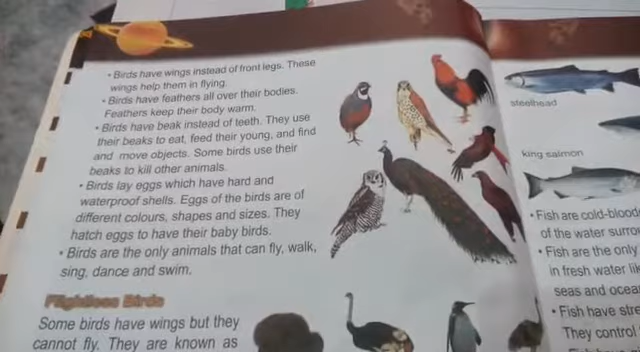 • Birds have wings instead of front legs. These
wings help them in flying.
• Birds have feathers all over their bodies.
Feathers keep their body warm.
• Birds have beak instead of teeth. They use
their beaks to eat, feed their young, and find
and move objects. Some birds use their
beaks to kill other animals.
• Birds lay eggs which have hard and
waterproof shells. Eggs of the birds are of
different colours, shapes and sizes. They
hatch eggs to have their baby birds.
• Birds are the only animals that can fly, walk,
sing, dance and swim.
Flightless Birds
Some birds have wings but they
cannot fly. They are known as
steelhead
king salmon
• Fish are cold-blood
of the water surro
• Fish are the only
in fresh water lik
seas and ocea
• Fish have stre
They control